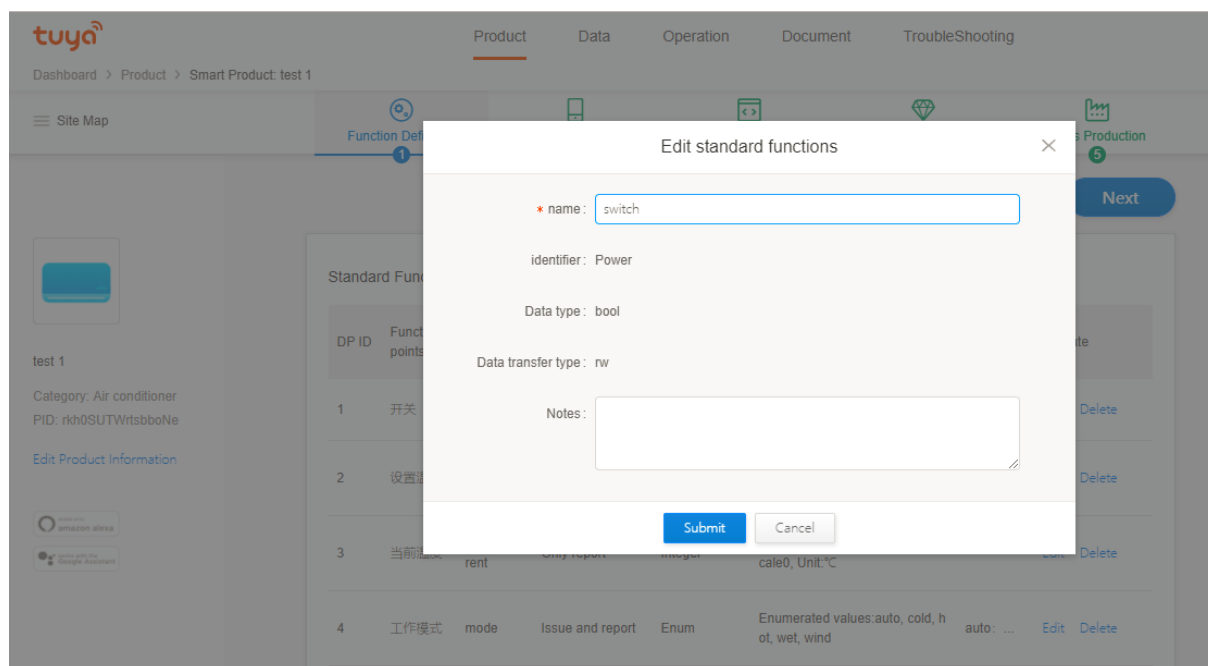 tuya
Product Data Operation Document TroubleShooting
Dashboard > Product > Smart Product: test 1
Site Map
Function Defi
s Production
1
5
Edit standard functions
Next
* name: switch
identifier: Power
Data type: bool
Data transfer type: rw
Notes:
Submit Cancel
Standard Fun
DP ID
Funct
points
te
test 1
Category: Air conditioner
PID: rkh0SUTWrtsbboNe
Edit Product Information
amazon alexa
works with the
Google Assistant
1 开关 Delete
2 设置温 Delete
3 当前温度 rent Only report Integer cale0, Unit:℃ Edit Delete
4 工作模式 mode Issue and report Enum Enumerated values:auto, cold, h auto: ... Edit Delete
ot, wet, wind